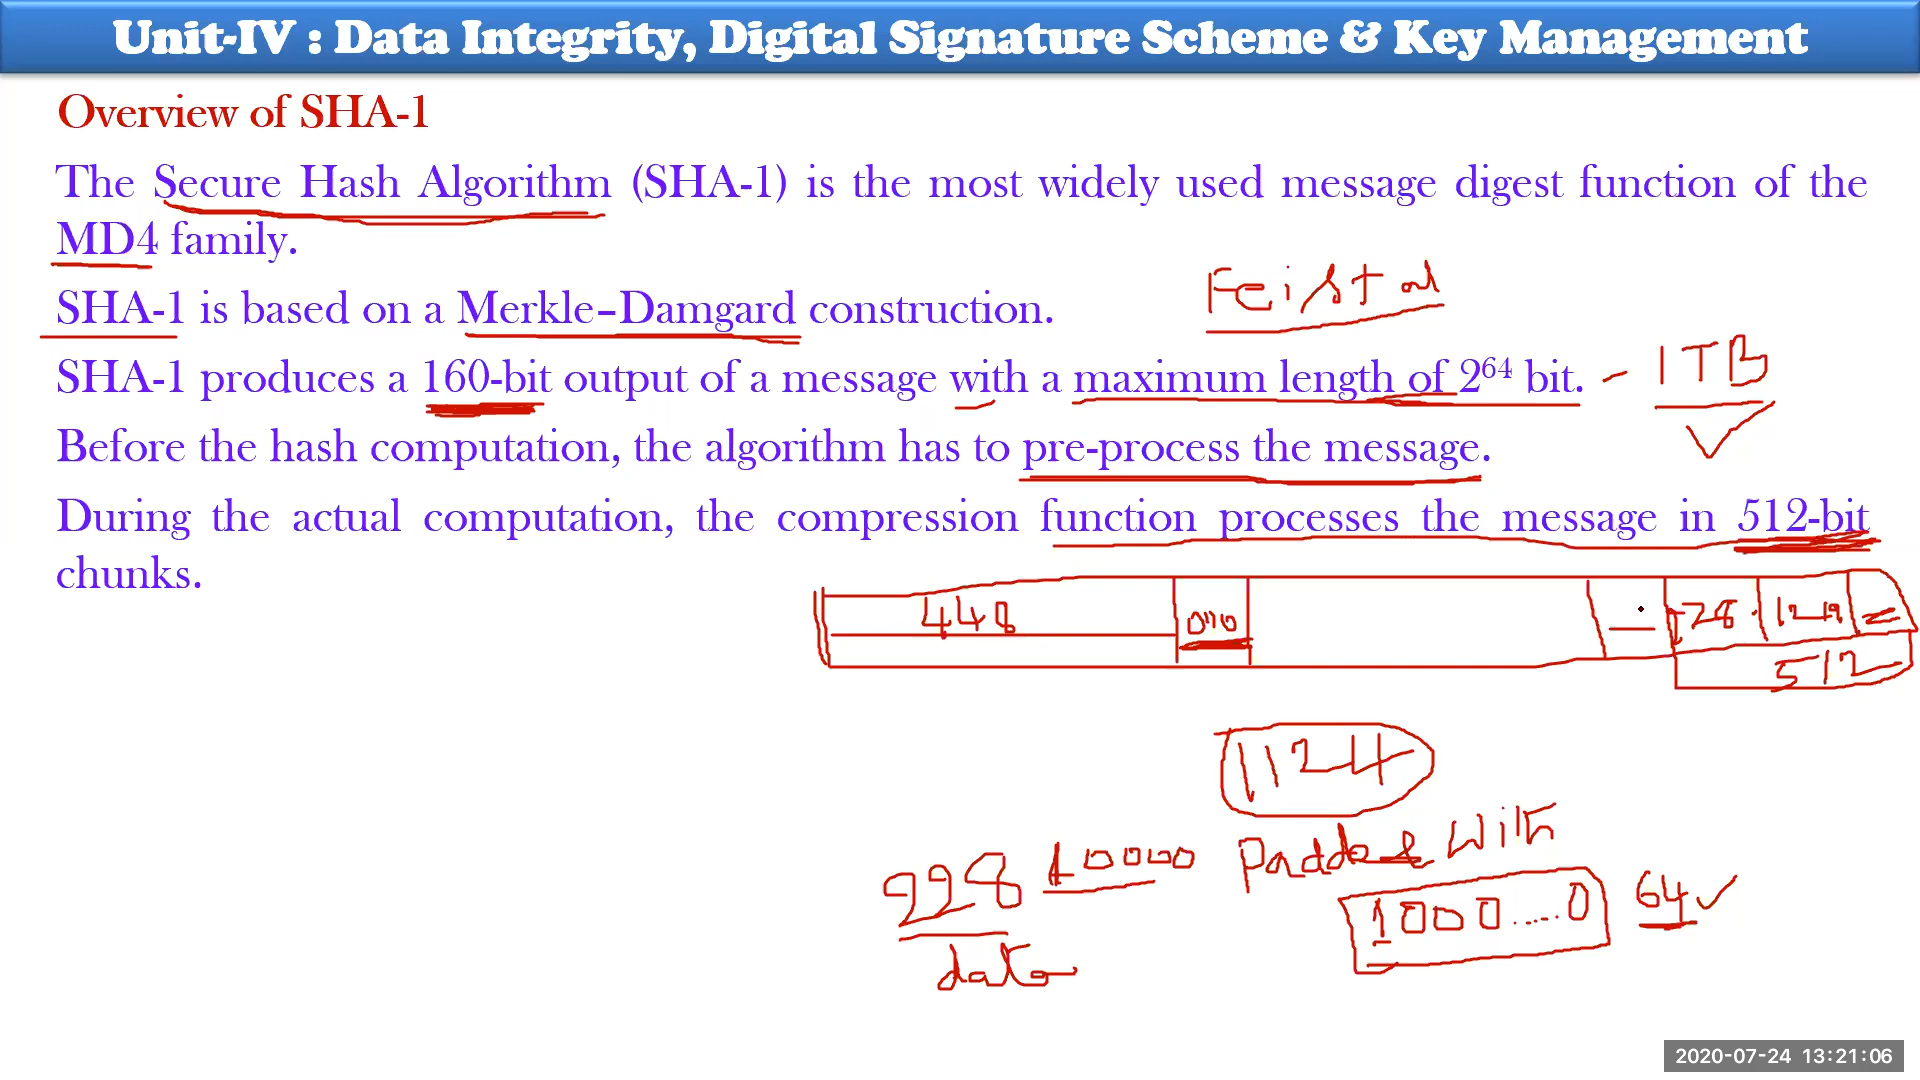 Unit-IV : Data Integrity, Digital Signature Scheme & Key Management
Overview of SHA-1
The Secure Hash Algorithm (SHA-1) is the most widely used message digest function of the
MD4 family.
Feistal
SHA-1 is based on a Merkle–Damgard construction.
SHA-1 produces a 160-bit output of a message with a maximum length of 2⁶⁴ bit. - 1TB
Before the hash computation, the algorithm has to pre-process the message.
During the actual computation, the compression function processes the message in 512-bit
chunks.
448
512
1124
228 10000 Padded with
1000.....0 64
data
2020-07-24 13:21:06